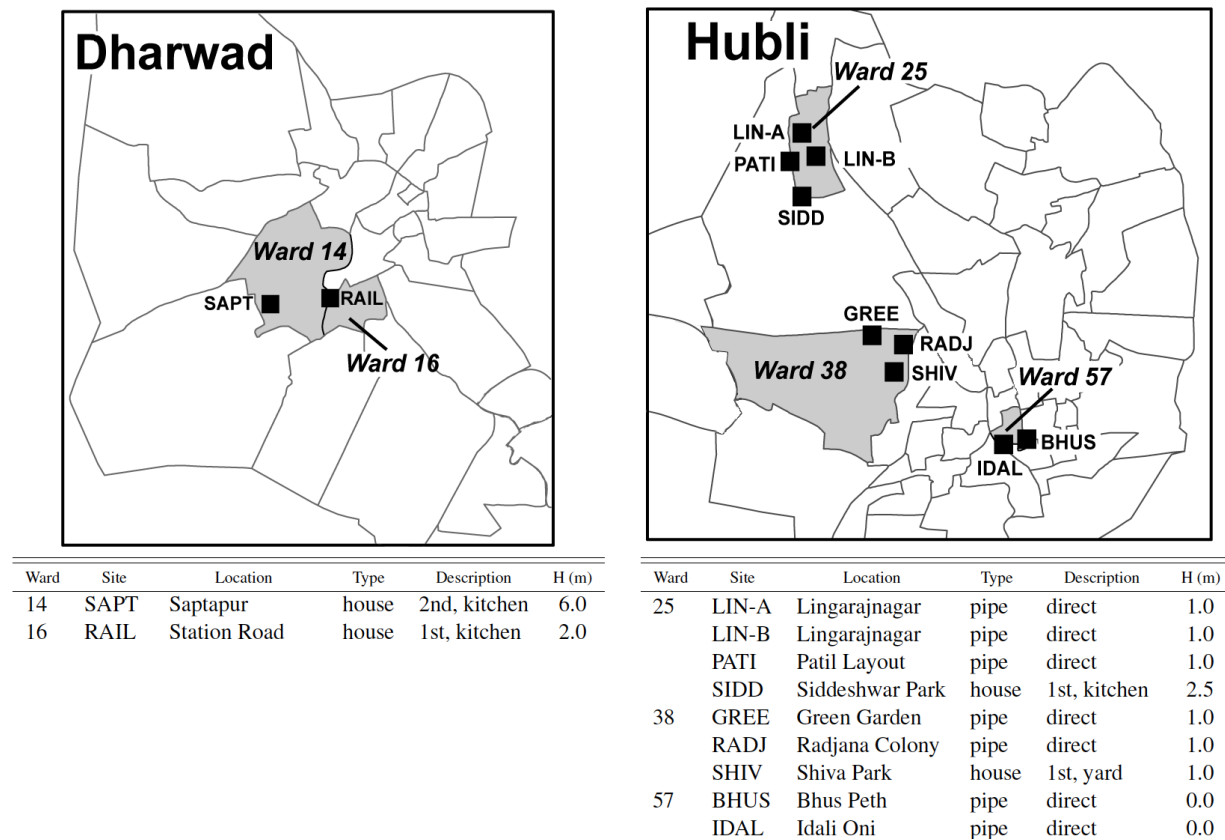 Dharwad
Ward 14
SAPT
RAIL
Ward 16
Ward Site Location Type Description H (m)
14 SAPT Saptapur house 2nd, kitchen 6.0
16 RAIL Station Road house 1st, kitchen 2.0
Hubli
Ward 25
LIN-A
PATI
LIN-B
SIDD
GREE
RADJ
Ward 38
SHIV
Ward 57
BHUS
IDAL
Ward Site Location Type Description H (m)
25 LIN-A Lingarajnagar pipe direct 1.0
LIN-B Lingarajnagar pipe direct 1.0
PATI Patil Layout pipe direct 1.0
SIDD Siddeshwar Park house 1st, kitchen 2.5
38 GREE Green Garden pipe direct 1.0
RADJ Radjana Colony pipe direct 1.0
SHIV Shiva Park house 1st, yard 1.0
57 BHUS Bhus Peth pipe direct 0.0
IDAL Idali Oni pipe direct 0.0